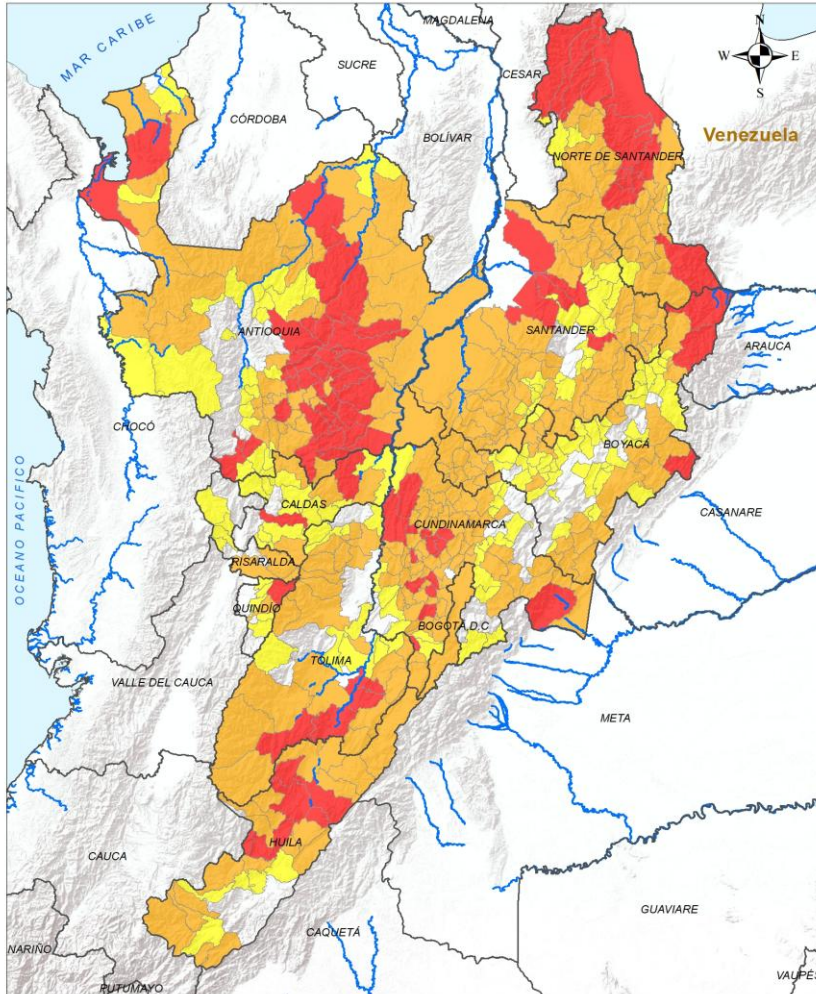 MAGDALENA
N
W E
S
MAR CARIBE
SUCRE
CESAR
CÓRDOBA
BOLÍVAR
Venezuela
NORTE DE SANTANDER
ANTIOQUIA
SANTANDER
ARAUCA
CHOCÓ
BOYACÁ
OCEANO PACIFICO
CALDAS
CUNDINAMARCA
CASANARE
RISARALDA
QUINDÍO
BOGOTÁ, D.C
TOLIMA
VALLE DEL CAUCA
META
HUILA
CAUCA
GUAVIARE
CAQUETÁ
NARIÑO
PUTUMAYO
VAUPÉS